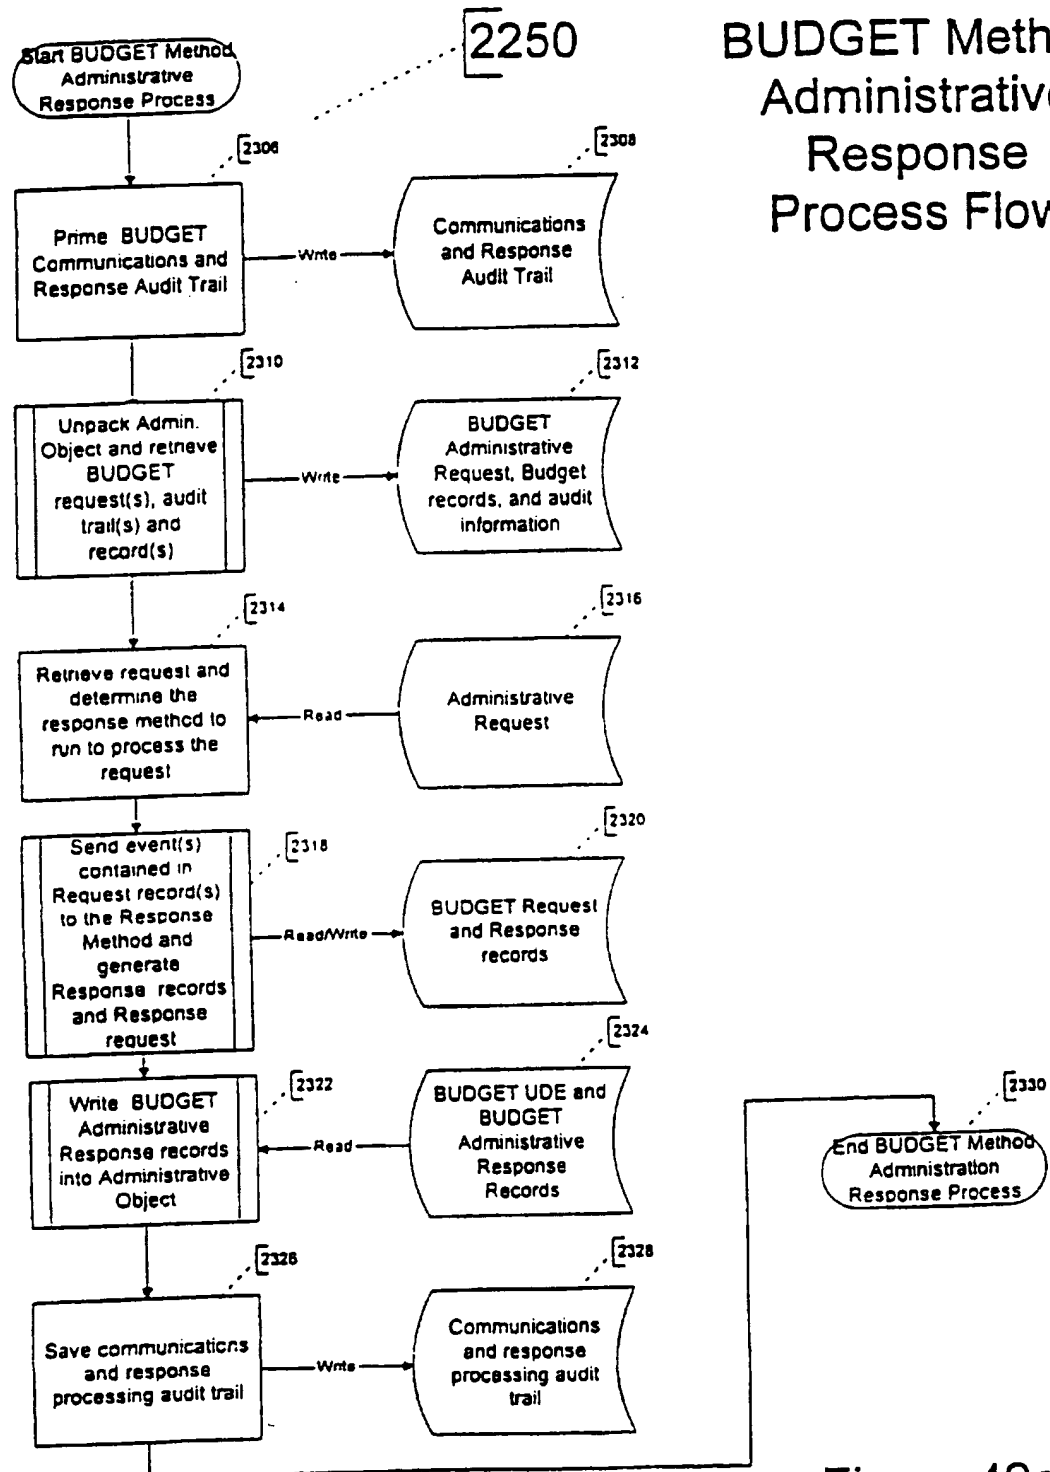 Start BUDGET Method
Administrative
Response Process
2250
BUDGET Meth
Administrative
Response
Process Flow
2306
Prime BUDGET
Communications and
Response Audit Trail
Write
2308
Communications
and Response
Audit Trail
2310
Unpack Admin.
Object and retrieve
BUDGET
request(s), audit
trail(s) and
record(s)
Write
2312
BUDGET
Administrative
Request, Budget
records, and audit
information
2314
Retrieve request and
determine the
response method to
run to process the
request
Read
2316
Administrative
Request
2318
Send event(s)
contained in
Request record(s)
to the Response
Method and
generate
Response records
and Response
request
Read/Write
2320
BUDGET Request
and Response
records
2322
Write BUDGET
Administrative
Response records
into Administrative
Object
Read
2324
BUDGET UDE and
BUDGET
Administrative
Response
Records
2326
Save communications
and response
processing audit trail
Write
2328
Communications
and response
processing audit
trail
2330
End BUDGET Method
Administration
Response Process